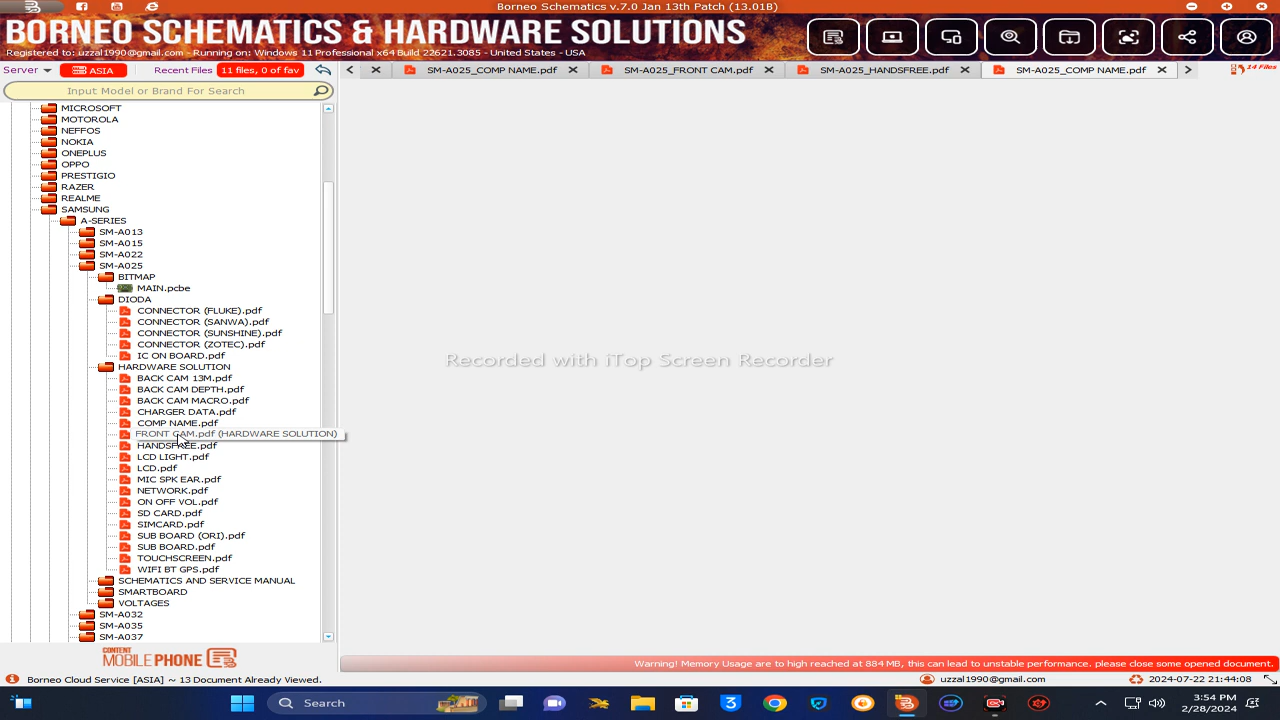 Borneo Schematics v.7.0 Jan 13th Patch (13.01B)
BORNEO SCHEMATICS & HARDWARE SOLUTIONS
Registered to: uzzal1990@gmail.com - Running on: Windows 11 Professional x64 Build 22621.3085 - United States - USA
Server
ASIA
Recent Files
11 files, 0 of fav
SM-A025_COMP NAME.pdf
SM-A025_FRONT CAM.pdf
SM-A025_HANDSFREE.pdf
SM-A025_COMP NAME.pdf
14 Files
Input Model or Brand For Search
MICROSOFT
MOTOROLA
NEFFOS
NOKIA
ONEPLUS
OPPO
PRESTIGIO
RAZER
REALME
SAMSUNG
A-SERIES
SM-A013
SM-A015
SM-A022
SM-A025
BITMAP
MAIN.pcbe
DIODA
CONNECTOR (FLUKE).pdf
CONNECTOR (SANWA).pdf
CONNECTOR (SUNSHINE).pdf
CONNECTOR (ZOTEC).pdf
IC ON BOARD.pdf
HARDWARE SOLUTION
BACK CAM 13M.pdf
BACK CAM DEPTH.pdf
BACK CAM MACRO.pdf
CHARGER DATA.pdf
COMP NAME.pdf
FRONT CAM.pdf (HARDWARE SOLUTION)
HANDSFREE.pdf
LCD LIGHT.pdf
LCD.pdf
MIC SPK EAR.pdf
NETWORK.pdf
ON OFF VOL.pdf
SD CARD.pdf
SIMCARD.pdf
SUB BOARD (ORI).pdf
SUB BOARD.pdf
TOUCHSCREEN.pdf
WIFI BT GPS.pdf
SCHEMATICS AND SERVICE MANUAL
SMARTBOARD
VOLTAGES
SM-A032
SM-A035
SM-A037
Recorded with iTop Screen Recorder
CONTENT
MOBILE PHONE
Warning! Memory Usage are to high reached at 884 MB, this can lead to unstable performance. please close some opened document.
Borneo Cloud Service [ASIA] ~ 13 Document Already Viewed.
uzzal1990@gmail.com
2024-07-22 21:44:08
Search
3:54 PM
2/28/2024